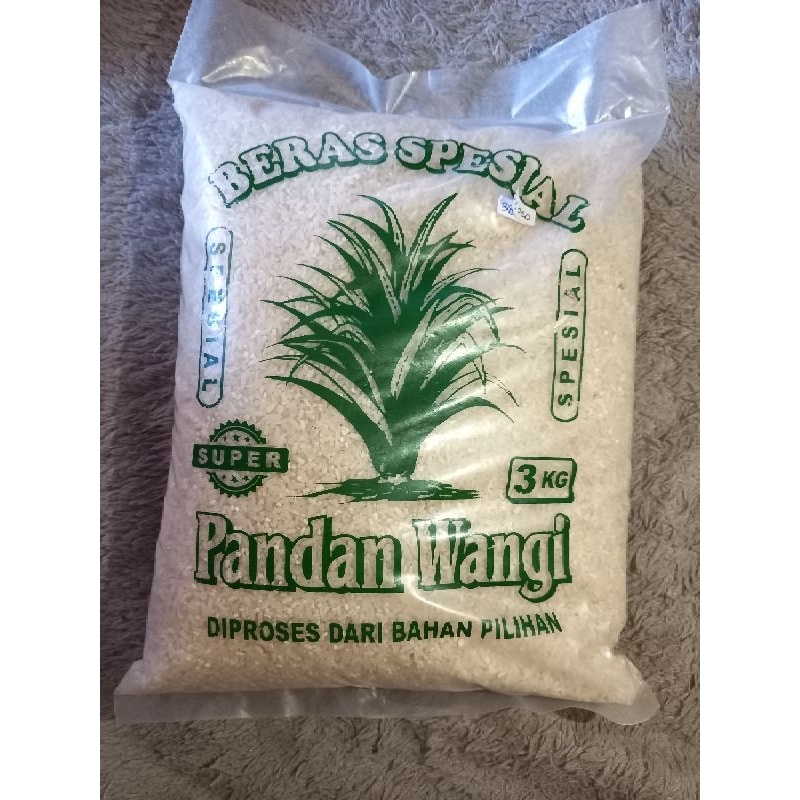 BERAS SPESIAL
SPESIAL
SPESIAL
SUPER
3 KG
Pandan Wangi
DIPROSES DARI BAHAN PILIHAN